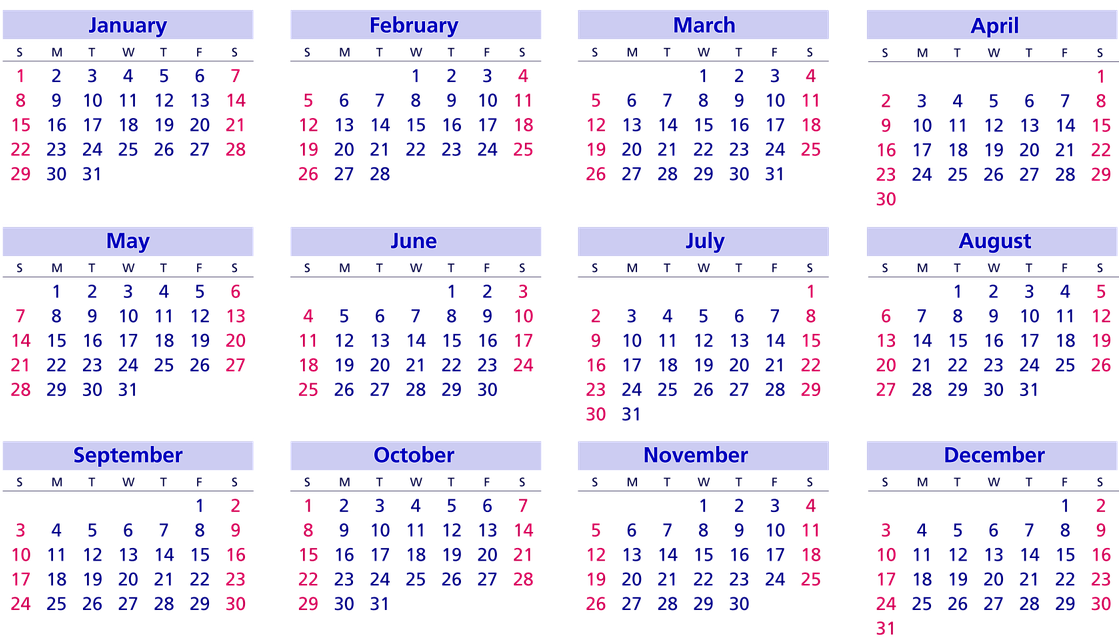 January
S M T W T F S
1 2 3 4 5 6 7
8 9 10 11 12 13 14
15 16 17 18 19 20 21
22 23 24 25 26 27 28
29 30 31
February
S M T W T F S
1 2 3 4
5 6 7 8 9 10 11
12 13 14 15 16 17 18
19 20 21 22 23 24 25
26 27 28
March
S M T W T F S
1 2 3 4
5 6 7 8 9 10 11
12 13 14 15 16 17 18
19 20 21 22 23 24 25
26 27 28 29 30 31
April
S M T W T F S
1
2 3 4 5 6 7 8
9 10 11 12 13 14 15
16 17 18 19 20 21 22
23 24 25 26 27 28 29
30
May
S M T W T F S
1 2 3 4 5 6
7 8 9 10 11 12 13
14 15 16 17 18 19 20
21 22 23 24 25 26 27
28 29 30 31
June
S M T W T F S
1 2 3
4 5 6 7 8 9 10
11 12 13 14 15 16 17
18 19 20 21 22 23 24
25 26 27 28 29 30
July
S M T W T F S
1
2 3 4 5 6 7 8
9 10 11 12 13 14 15
16 17 18 19 20 21 22
23 24 25 26 27 28 29
30 31
August
S M T W T F S
1 2 3 4 5
6 7 8 9 10 11 12
13 14 15 16 17 18 19
20 21 22 23 24 25 26
27 28 29 30 31
September
S M T W T F S
1 2
3 4 5 6 7 8 9
10 11 12 13 14 15 16
17 18 19 20 21 22 23
24 25 26 27 28 29 30
October
S M T W T F S
1 2 3 4 5 6 7
8 9 10 11 12 13 14
15 16 17 18 19 20 21
22 23 24 25 26 27 28
29 30 31
November
S M T W T F S
1 2 3 4
5 6 7 8 9 10 11
12 13 14 15 16 17 18
19 20 21 22 23 24 25
26 27 28 29 30
December
S M T W T F S
1 2
3 4 5 6 7 8 9
10 11 12 13 14 15 16
17 18 19 20 21 22 23
24 25 26 27 28 29 30
31